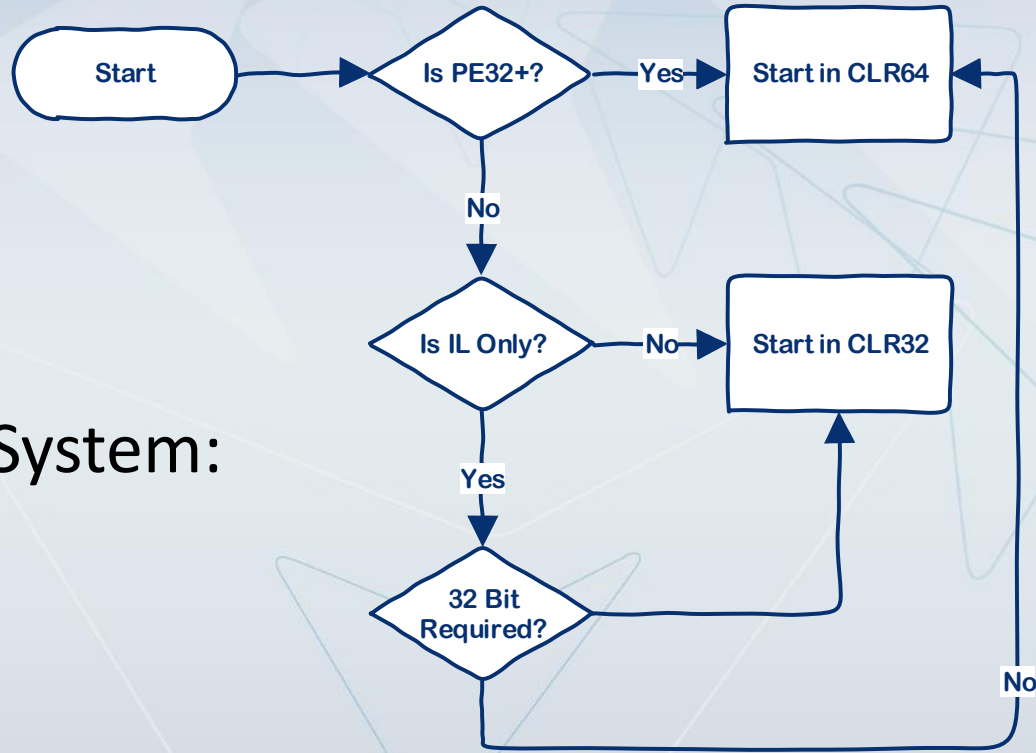 Start
Is PE32+?
Yes
Start in CLR64
No
Is IL Only?
No
Start in CLR32
System:
Yes
32 Bit
Required?
No